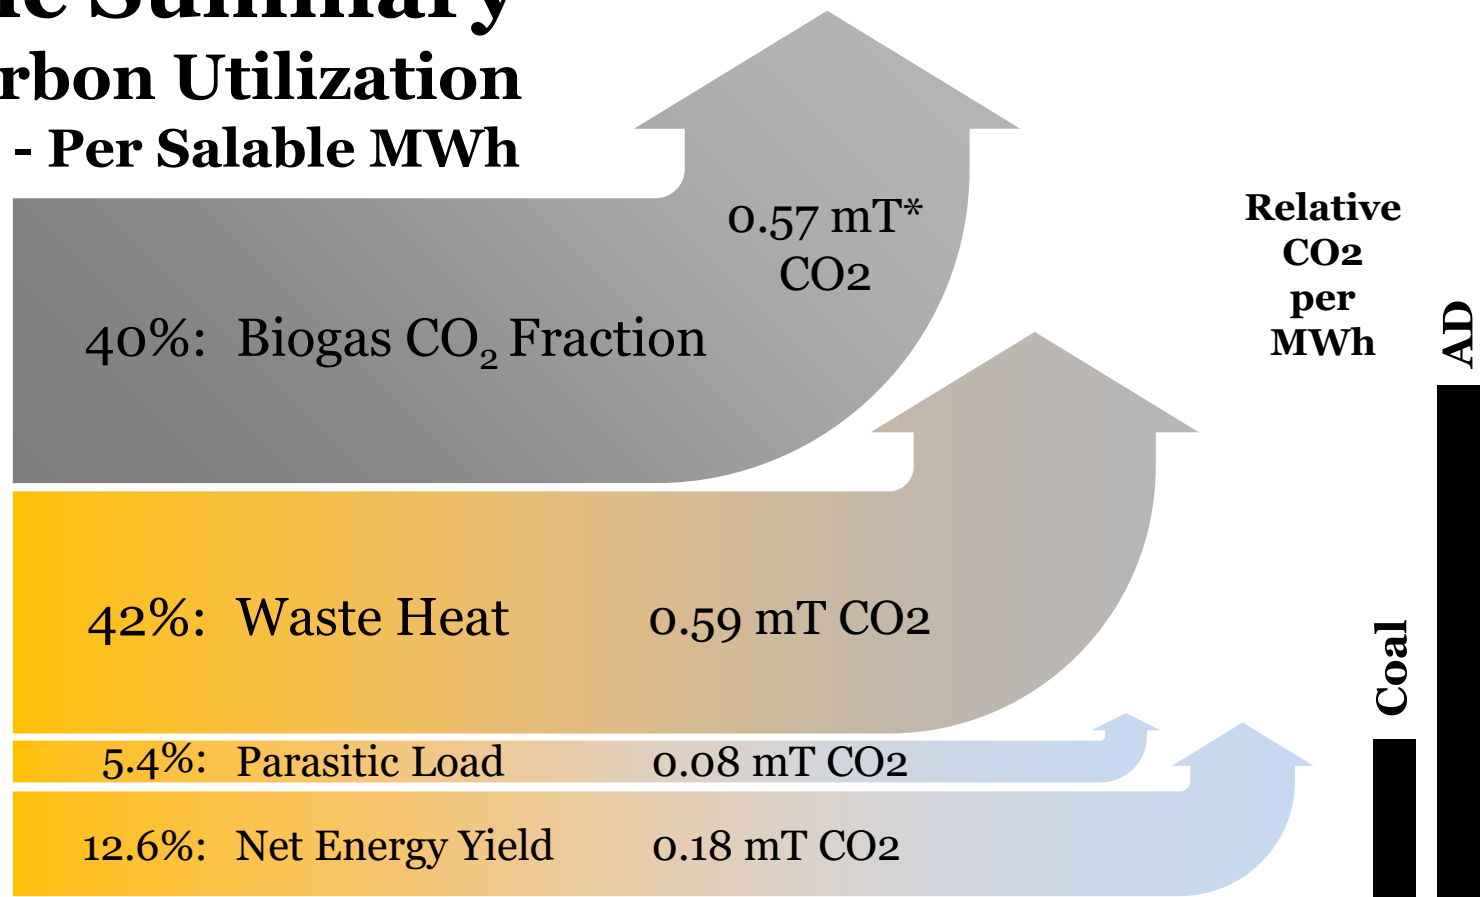 Summary
Utilization
- Per Salable MWh
0.57 mT*
CO2
40%: Biogas CO₂ Fraction
42%: Waste Heat 0.59 mT CO2
5.4%: Parasitic Load 0.08 mT CO2
12.6%: Net Energy Yield 0.18 mT CO2
Relative
CO2
per
MWh
Coal
AD